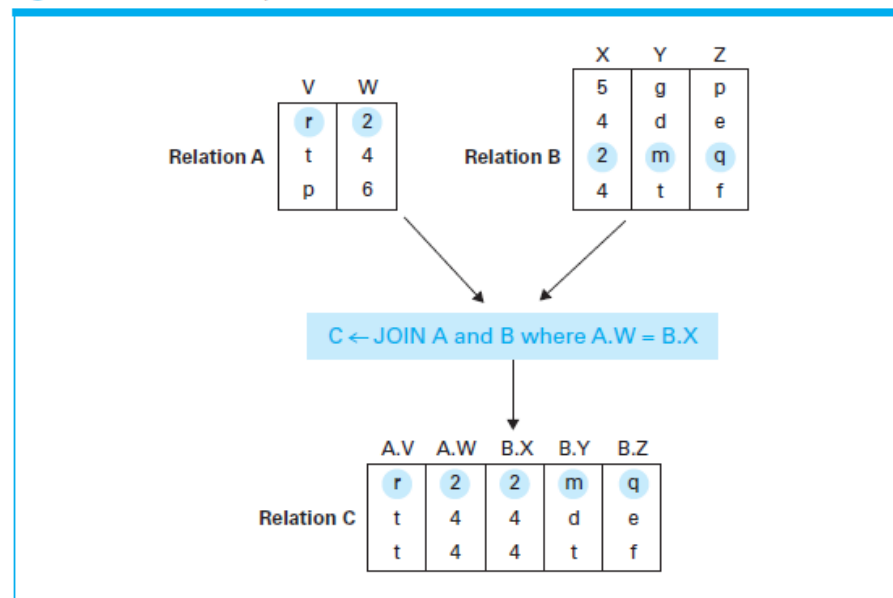 X Y Z
V W
5 g p
r 2
4 d e
Relation A t 4
Relation B 2 m q
p 6
4 t f
C ← JOIN A and B where A.W = B.X
A.V A.W B.X B.Y B.Z
r 2 2 m q
Relation C t 4 4 d e
t 4 4 t f